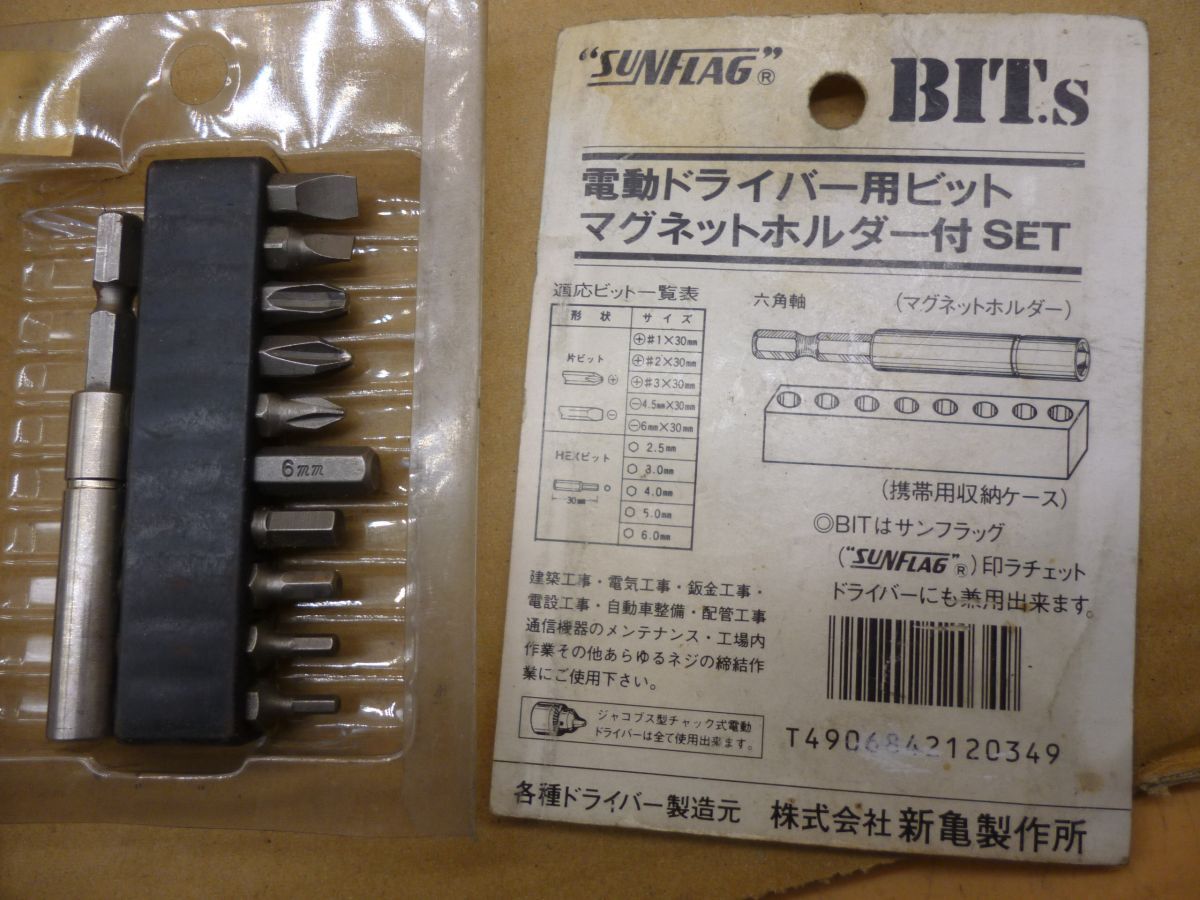 6mm
"SUNFLAG"® BIT.s
電動ドライバー用ビット
マグネットホルダー付SET
適応ビット一覧表
形状 サイズ
片ビット
⊕#1×30mm
⊕#2×30mm
⊕#3×30mm
⊖4.5mm×30mm
⊖6mm×30mm
HEXビット
30mm
2.5mm
3.0mm
4.0mm
5.0mm
6.0mm
六角軸 (マグネットホルダー)
(携帯用収納ケース)
◎BITはサンフラッグ
("SUNFLAG"®)印ラチェット
ドライバーにも兼用出来ます。
建築工事・電気工事・鈑金工事・
電設工事・自動車整備・配管工事
通信機器のメンテナンス・工場内
作業その他あらゆるネジの締結作
業にご使用下さい。
ジャコブス型チャック式電動
ドライバーは全て使用出来ます。
T4906842120349
各種ドライバー製造元 株式会社 新亀製作所